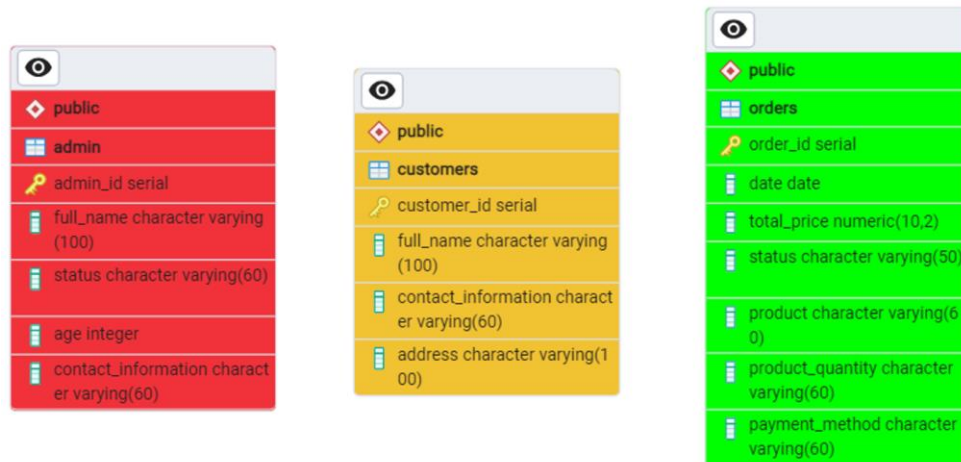 public
admin
admin_id serial
full_name character varying
(100)
status character varying(60)
age integer
contact_information charact
er varying(60)
public
customers
customer_id serial
full_name character varying
(100)
contact_information charact
er varying(60)
address character varying(1
00)
public
orders
order_id serial
date date
total_price numeric(10,2)
status character varying(50)
product character varying(6
0)
product_quantity character
varying(60)
payment_method character
varying(60)